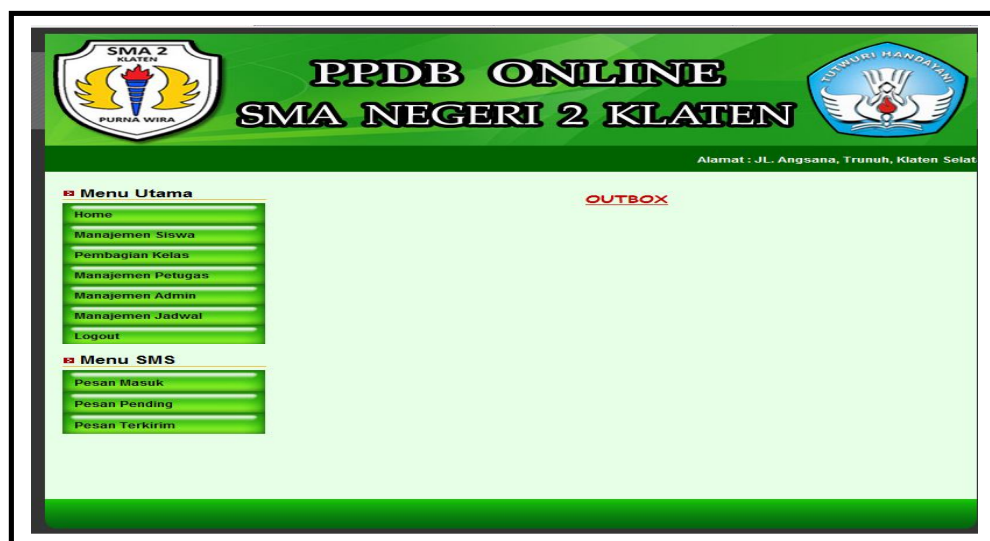 SMA 2
KLATEN
PURNA WIRA
PPDB ONLINE
SMA NEGERI 2 KLATEN
TUTWURI HANDAYANI
Alamat : JL. Angsana, Trunuh, Klaten Selat
Menu Utama
Home
Manajemen Siswa
Pembagian Kelas
Manajemen Petugas
Manajemen Admin
Manajemen Jadwal
Logout
Menu SMS
Pesan Masuk
Pesan Pending
Pesan Terkirim
OUTBOX